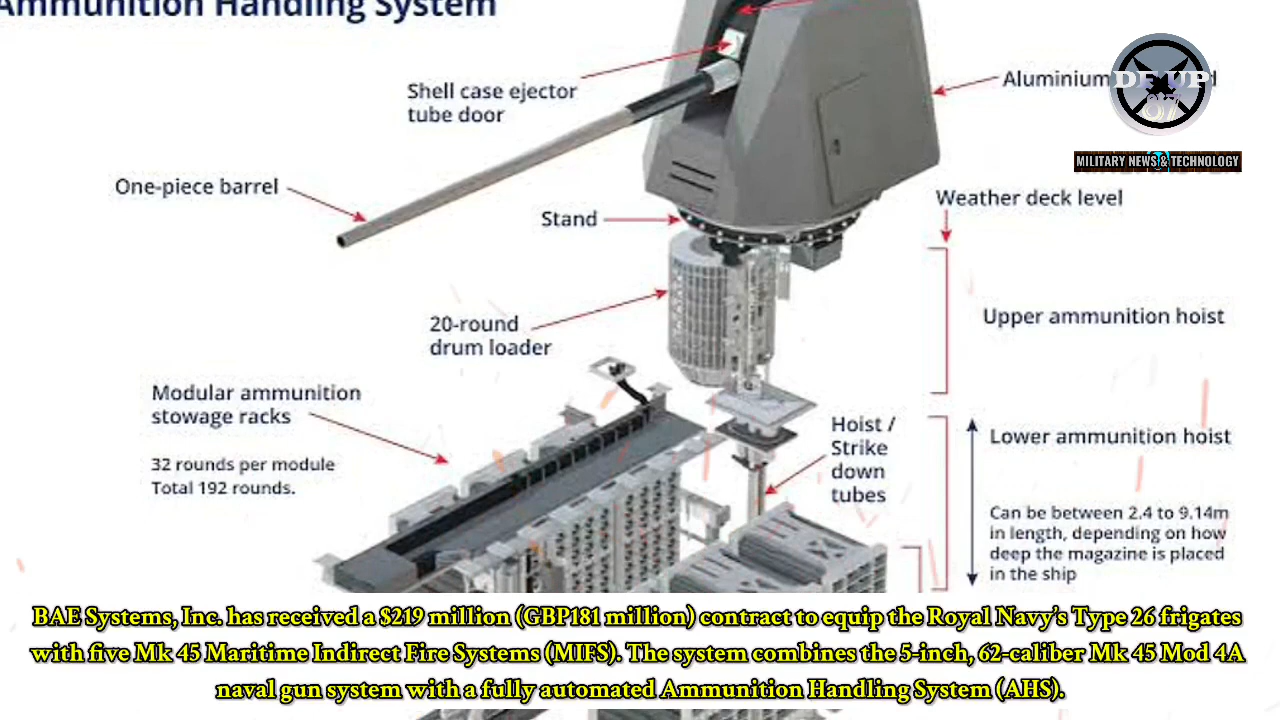 Ammunition Handling System
Shell case ejector
tube door
Aluminium
DEUP
87
MILITARY NEWS & TECHNOLOGY
One-piece barrel
Weather deck level
Stand
20-round
drum loader
Upper ammunition hoist
Modular ammunition
stowage racks
32 rounds per module
Total 192 rounds.
Hoist /
Strike
down
tubes
Lower ammunition hoist
Can be between 2.4 to 9.14m
in length, depending on how
deep the magazine is placed
in the ship
BAE Systems, Inc. has received a $219 million (GBP181 million) contract to equip the Royal Navy’s Type 26 frigates
with five Mk 45 Maritime Indirect Fire Systems (MIFS). The system combines the 5-inch, 62-caliber Mk 45 Mod 4A
naval gun system with a fully automated Ammunition Handling System (AHS).